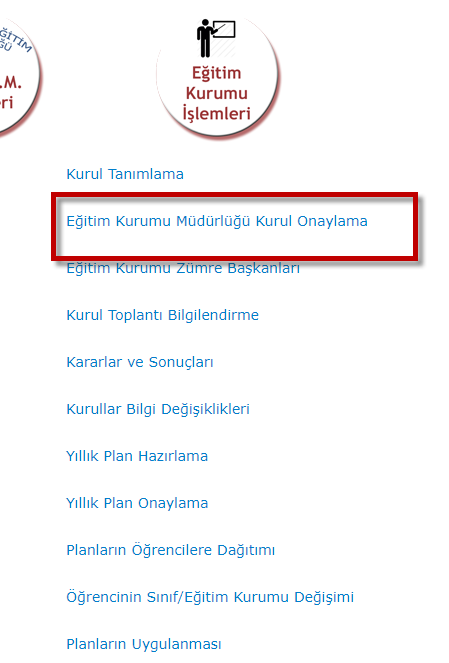 EĞİTİM
ĞÜ
.M.
ri
Eğitim
Kurumu
İşlemleri
Kurul Tanımlama
Eğitim Kurumu Müdürlüğü Kurul Onaylama
Eğitim Kurumu Zümre Başkanları
Kurul Toplantı Bilgilendirme
Kararlar ve Sonuçları
Kurullar Bilgi Değişiklikleri
Yıllık Plan Hazırlama
Yıllık Plan Onaylama
Planların Öğrencilere Dağıtımı
Öğrencinin Sınıf/Eğitim Kurumu Değişimi
Planların Uygulanması